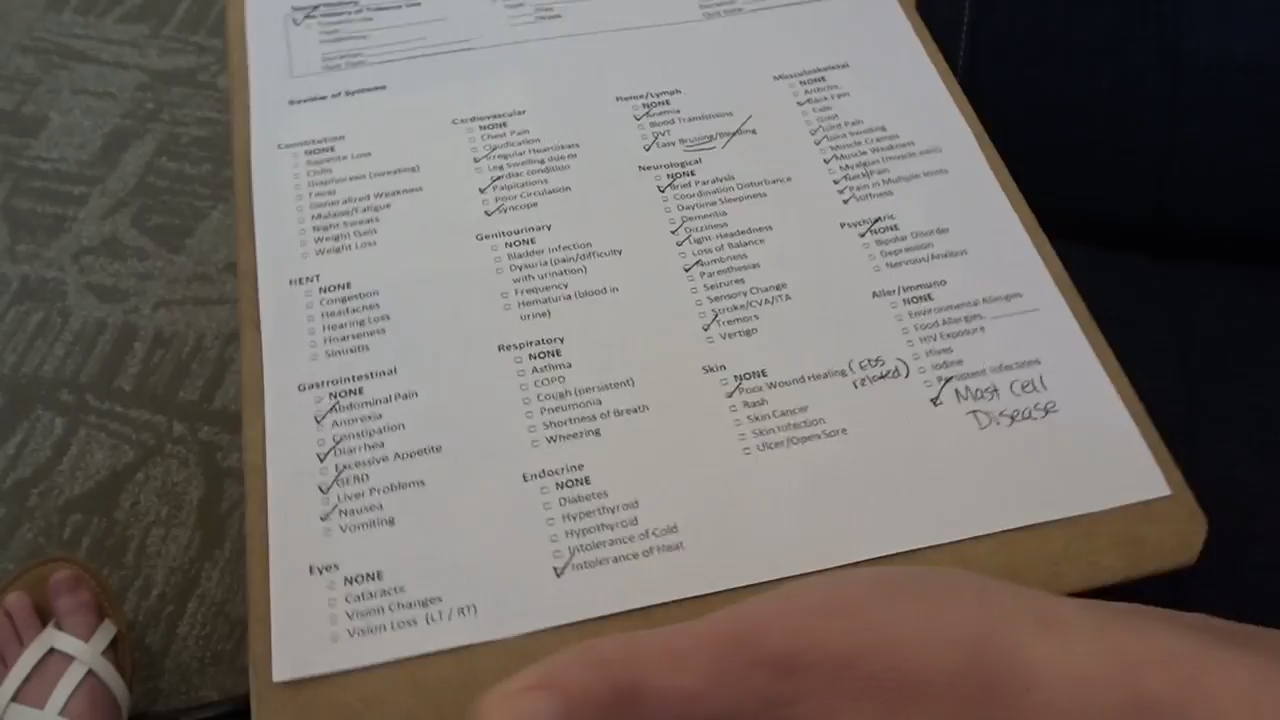 Review of Systems
Constitution
NONE
Appetite Loss
Chills
Diaphoresis (sweating)
Fever
Generalized Weakness
Malaise/Fatigue
Night Sweats
Weight Gain
Weight Loss
HENT
NONE
Congestion
Headaches
Hearing Loss
Hoarseness
Sinusitis
Gastrointestinal
NONE
Abdominal Pain
Anorexia
Constipation
Diarrhea
Excessive Appetite
GERD
Liver Problems
Nausea
Vomiting
Eyes
NONE
Cataracts
Vision Changes
Vision Loss (LT / RT)
Cardiovascular
NONE
Chest Pain
Claudication
Irregular Heartbeats
Leg Swelling due to
cardiac condition
Palpitations
Poor Circulation
Syncope
Genitourinary
NONE
Bladder Infection
Dysuria (pain/difficulty
with urination)
Frequency
Hematuria (blood in
urine)
Respiratory
NONE
Asthma
COPD
Cough (persistent)
Pneumonia
Shortness of Breath
Wheezing
Endocrine
NONE
Diabetes
Hyperthyroid
Hypothyroid
Intolerance of Cold
Intolerance of Heat
Heme/Lymph
NONE
Anemia
Blood Transfusions
DVT
Easy Bruising/Bleeding
Neurological
NONE
Brief Paralysis
Coordination Disturbance
Daytime Sleepiness
Dementia
Dizziness
Light-Headedness
Loss of Balance
Numbness
Paresthesias
Seizures
Sensory Change
Stroke/CVA/TIA
Tremors
Vertigo
Skin
NONE
Poor Wound Healing (EDS
related)
Rash
Skin Cancer
Skin Infection
Ulcer/Open Sore
Musculoskeletal
NONE
Arthritis
Back Pain
Falls
Gout
Joint Pain
Joint Swelling
Muscle Cramps
Muscle Weakness
Myalgias (muscle pain)
Neck Pain
Pain in Multiple Joints
Stiffness
Psychiatric
NONE
Bipolar Disorder
Depression
Nervous/Anxious
Aller/Immuno
NONE
Environmental Allergies
Food Allergies
HIV Exposure
Hives
Iodine
Persistent Infections
Mast Cell
Disease